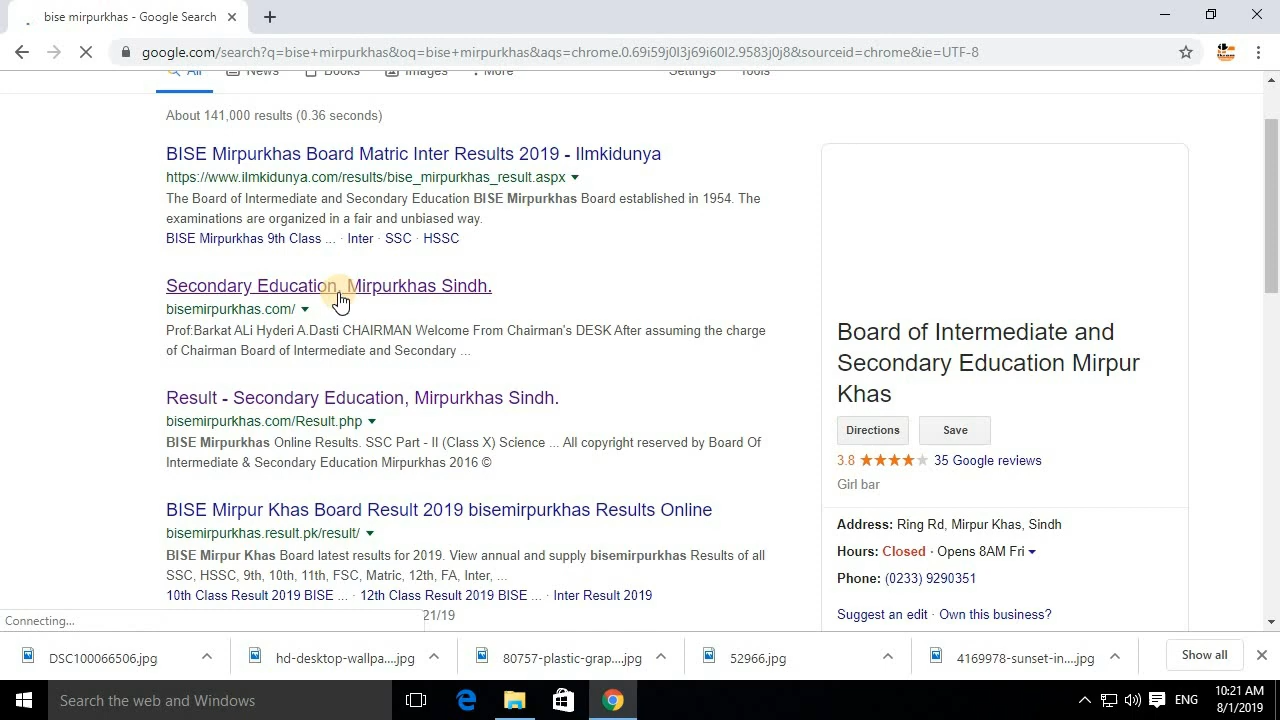 bise mirpurkhas - Google Search
google.com/search?q=bise+mirpurkhas&oq=bise+mirpurkhas&aqs=chrome.0.69i59j0l3j69i60l2.9583j0j8&sourceid=chrome&ie=UTF-8
All News Books Images More Settings Tools
About 141,000 results (0.36 seconds)
BISE Mirpurkhas Board Matric Inter Results 2019 - Ilmkidunya
https://www.ilmkidunya.com/results/bise_mirpurkhas_result.aspx
The Board of Intermediate and Secondary Education BISE Mirpurkhas Board established in 1954. The
examinations are organized in a fair and unbiased way.
BISE Mirpurkhas 9th Class ... · Inter · SSC · HSSC
Secondary Education, Mirpurkhas Sindh.
bisemirpurkhas.com/
Prof:Barkat ALi Hyderi A.Dasti CHAIRMAN Welcome From Chairman's DESK After assuming the charge
of Chairman Board of Intermediate and Secondary ...
Result - Secondary Education, Mirpurkhas Sindh.
bisemirpurkhas.com/Result.php
BISE Mirpurkhas Online Results. SSC Part - II (Class X) Science ... All copyright reserved by Board Of
Intermediate & Secondary Education Mirpurkhas 2016 ©
BISE Mirpur Khas Board Result 2019 bisemirpurkhas Results Online
bisemirpurkhas.result.pk/result/
BISE Mirpur Khas Board latest results for 2019. View annual and supply bisemirpurkhas Results of all
SSC, HSSC, 9th, 10th, 11th, FSC, Matric, 12th, FA, Inter, ...
10th Class Result 2019 BISE ... · 12th Class Result 2019 BISE ... · Inter Result 2019
21/19
Board of Intermediate and
Secondary Education Mirpur
Khas
Directions Save
3.8 35 Google reviews
Girl bar
Address: Ring Rd, Mirpur Khas, Sindh
Hours: Closed · Opens 8AM Fri
Phone: (0233) 9290351
Suggest an edit · Own this business?
Connecting...
DSC100066506.jpg hd-desktop-wallpa....jpg 80757-plastic-grap....jpg 52966.jpg 4169978-sunset-in....jpg Show all
Search the web and Windows
ENG
10:21 AM
8/1/2019